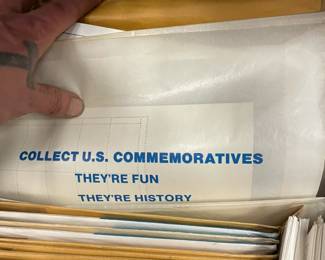 COLLECT U.S. COMMEMORATIVES
THEY'RE FUN
THEY'RE HISTORY